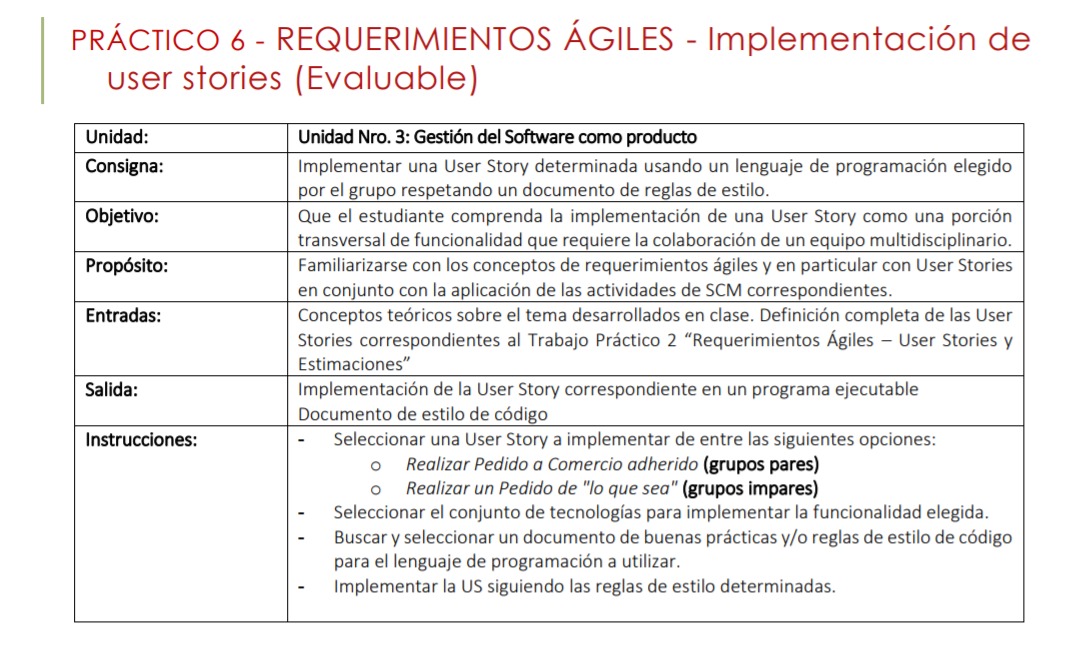 PRÁCTICO 6 - REQUERIMIENTOS ÁGILES - Implementación de
user stories (Evaluable)
Unidad: Unidad Nro. 3: Gestión del Software como producto
Consigna: Implementar una User Story determinada usando un lenguaje de programación elegido
por el grupo respetando un documento de reglas de estilo.
Objetivo: Que el estudiante comprenda la implementación de una User Story como una porción
transversal de funcionalidad que requiere la colaboración de un equipo multidisciplinario.
Propósito: Familiarizarse con los conceptos de requerimientos ágiles y en particular con User Stories
en conjunto con la aplicación de las actividades de SCM correspondientes.
Entradas: Conceptos teóricos sobre el tema desarrollados en clase. Definición completa de las User
Stories correspondientes al Trabajo Práctico 2 “Requerimientos Ágiles – User Stories y
Estimaciones”
Salida: Implementación de la User Story correspondiente en un programa ejecutable
Documento de estilo de código
Instrucciones: - Seleccionar una User Story a implementar de entre las siguientes opciones:
o Realizar Pedido a Comercio adherido (grupos pares)
o Realizar un Pedido de "lo que sea" (grupos impares)
- Seleccionar el conjunto de tecnologías para implementar la funcionalidad elegida.
- Buscar y seleccionar un documento de buenas prácticas y/o reglas de estilo de código
para el lenguaje de programación a utilizar.
- Implementar la US siguiendo las reglas de estilo determinadas.